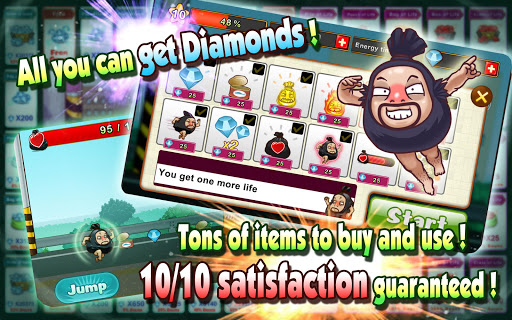 All you can get Diamonds !
10
48 %
Energy
25
25
25
25
25
x2
25
25
25
25
You get one more life
Start
95 / 1
Jump
Tons of items to buy and use !
10/10 satisfaction guaranteed !